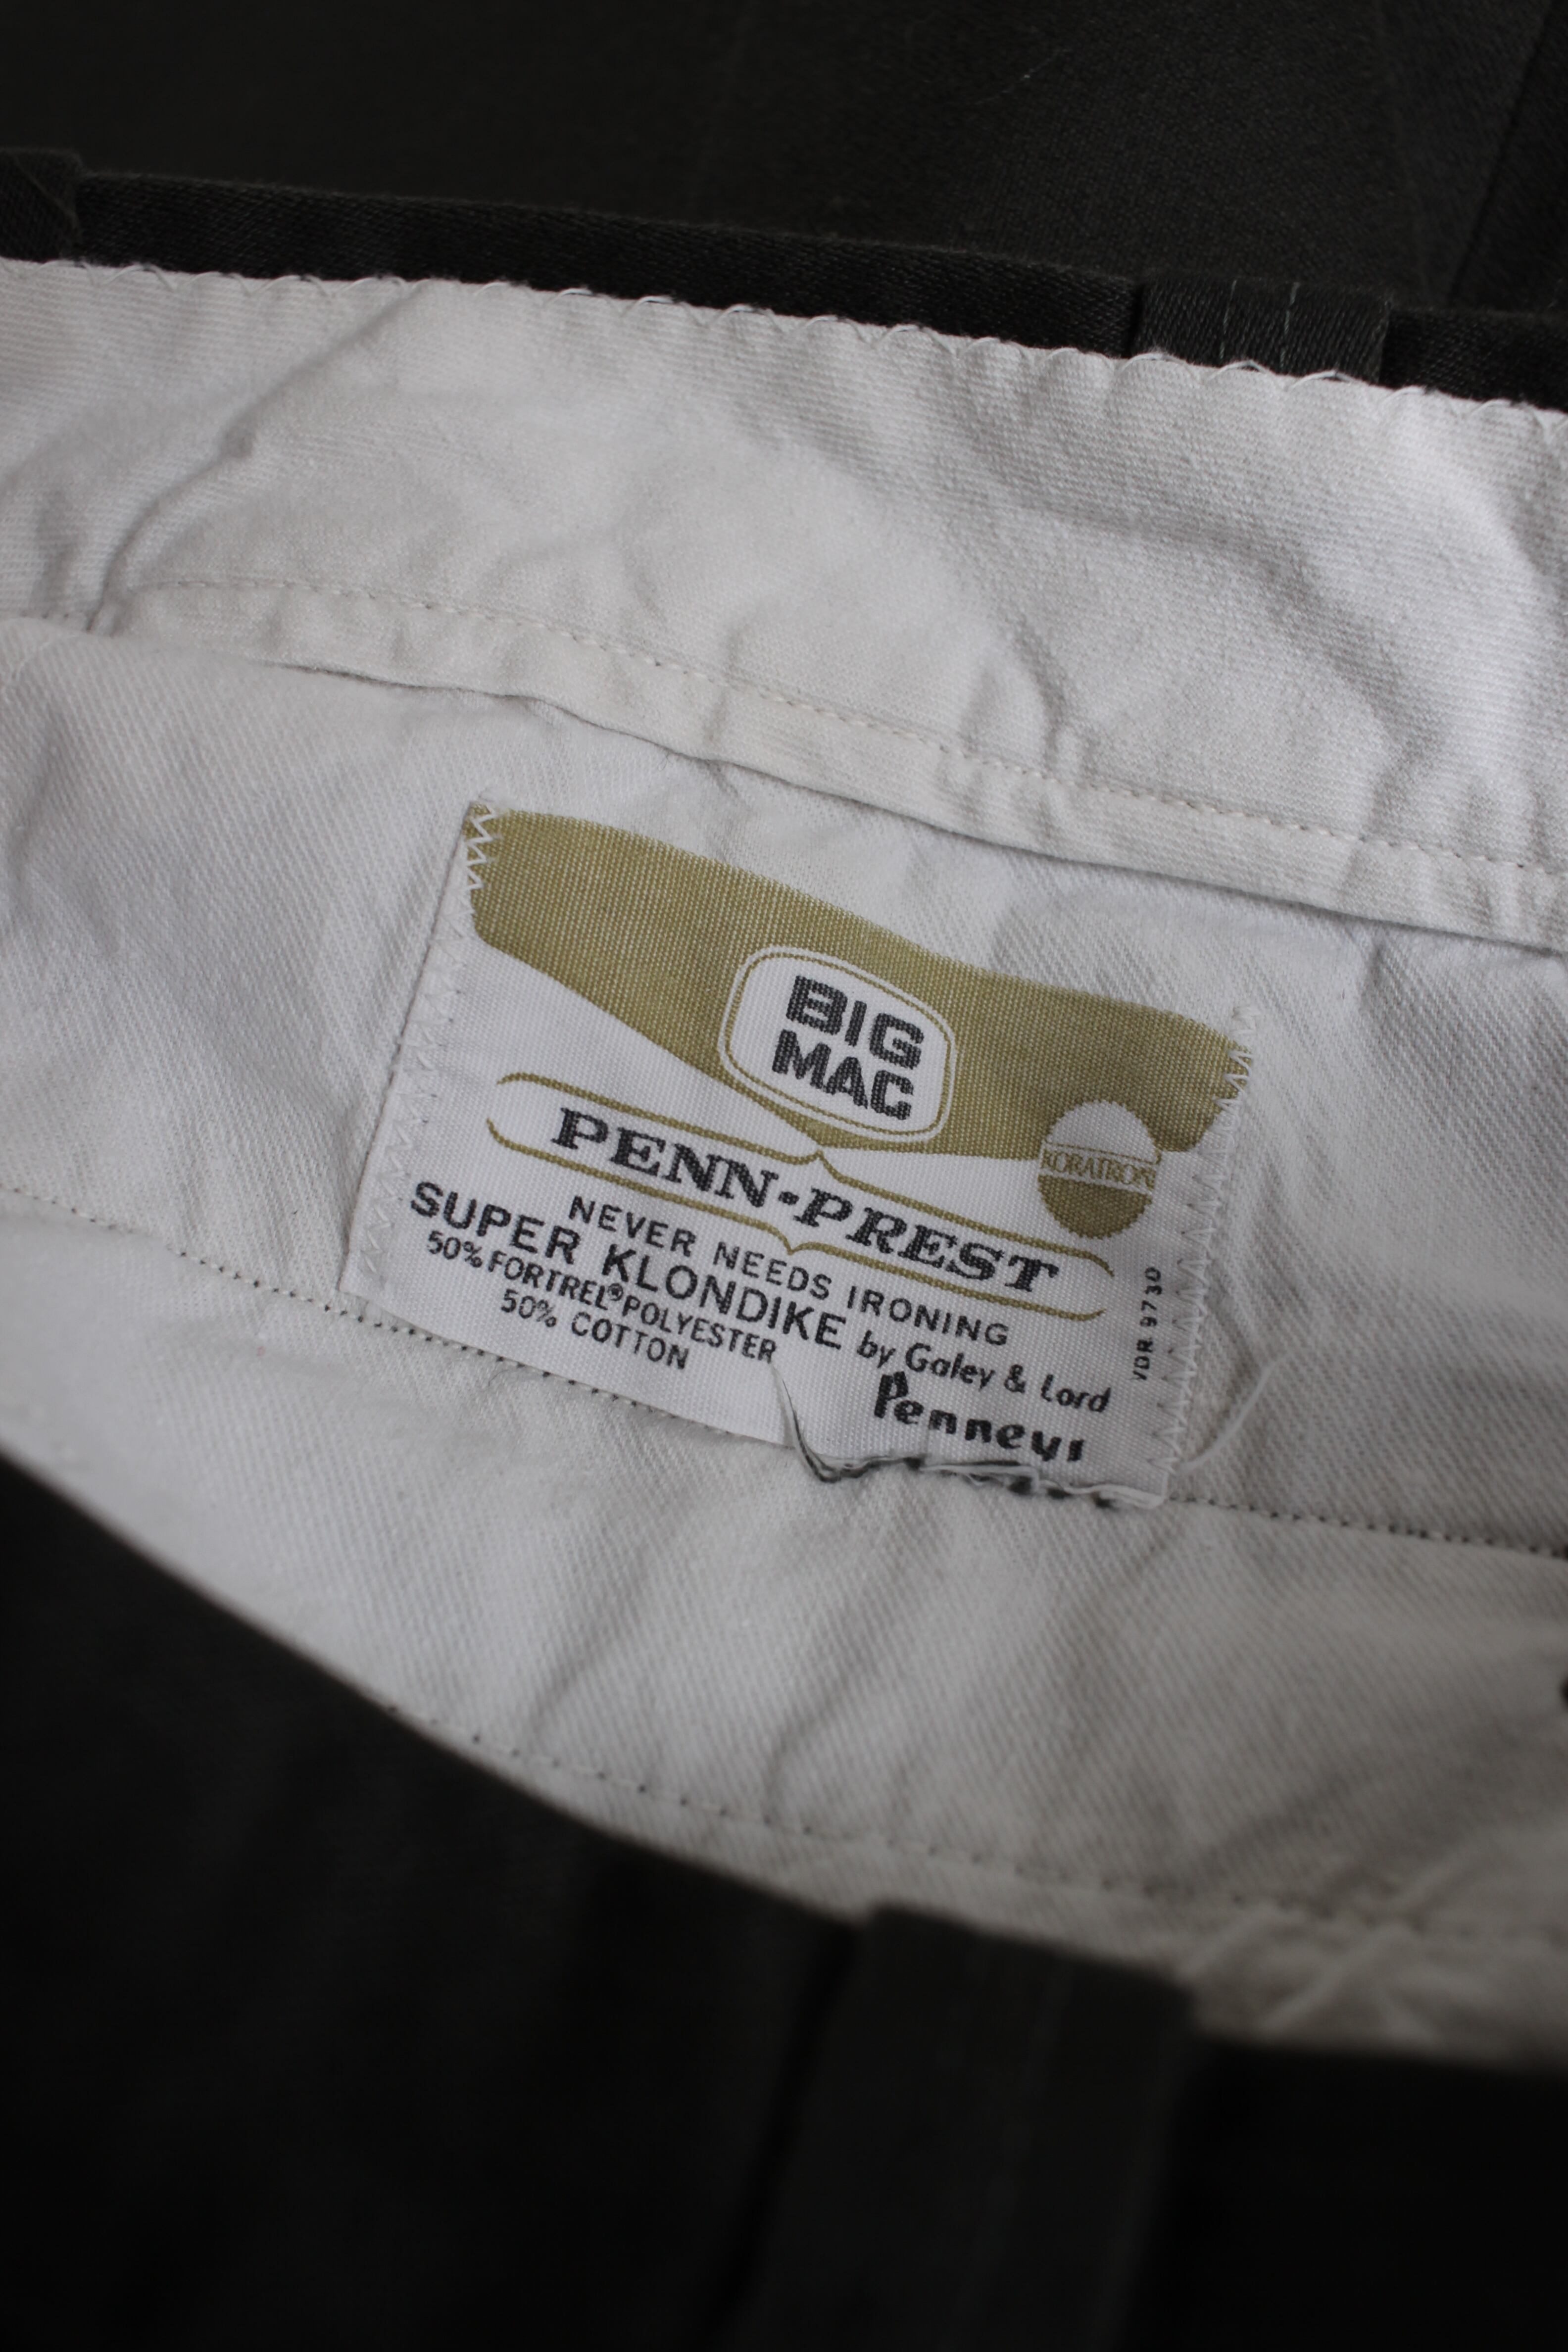 BIG
MAC
PENN-PREST
KORATRON
NEVER NEEDS IRONING
SUPER KLONDIKE by Galey & Lord
50% FORTREL® POLYESTER
50% COTTON
Penneys
VDR 9730